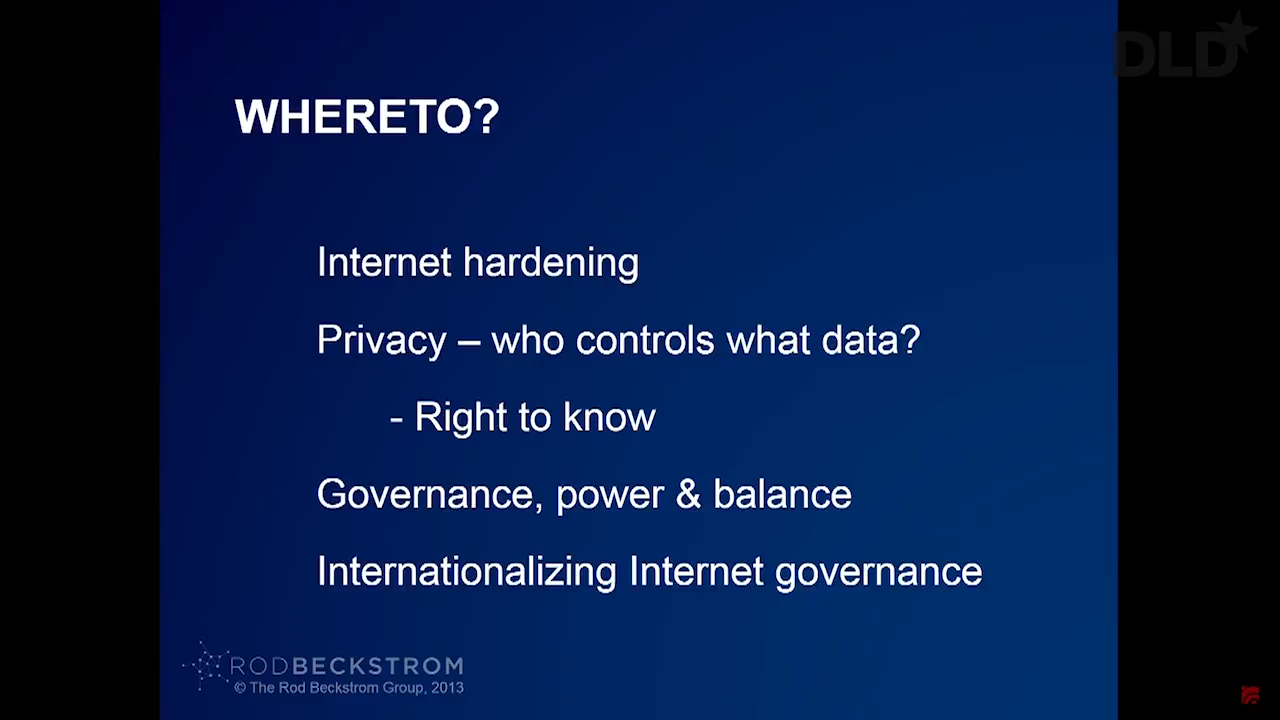 DLD
WHERETO?
Internet hardening
Privacy – who controls what data?
- Right to know
Governance, power & balance
Internationalizing Internet governance
RODBECKSTROM
© The Rod Beckstrom Group, 2013